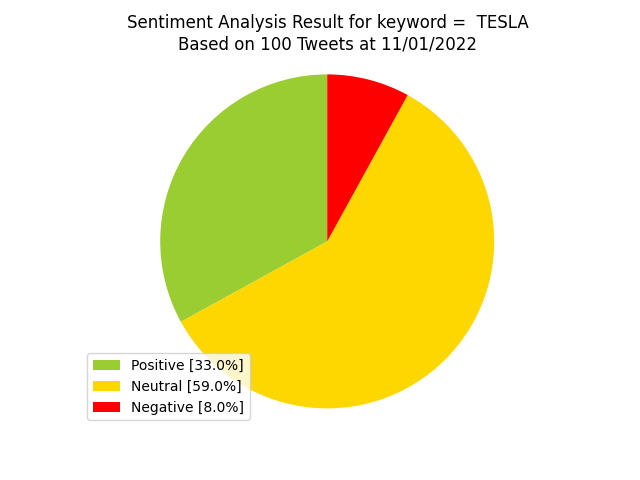 Sentiment Analysis Result for keyword =  TESLA
Based on 100 Tweets at 11/01/2022
Positive [33.0%]
Neutral [59.0%]
Negative [8.0%]